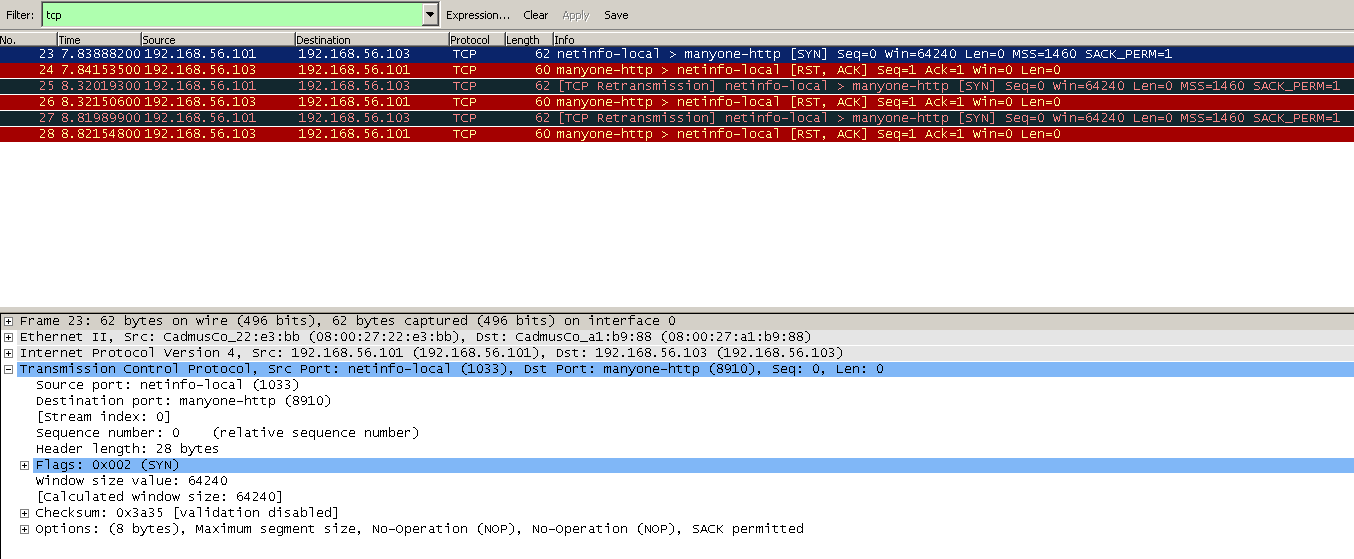 Filter: tcp Expression... Clear Apply Save
No. Time Source Destination Protocol Length Info
23 7.83888200 192.168.56.101 192.168.56.103 TCP 62 netinfo-local > manyone-http [SYN] Seq=0 Win=64240 Len=0 MSS=1460 SACK_PERM=1
24 7.84153500 192.168.56.103 192.168.56.101 TCP 60 manyone-http > netinfo-local [RST, ACK] Seq=1 Ack=1 Win=0 Len=0
25 8.32019300 192.168.56.101 192.168.56.103 TCP 62 [TCP Retransmission] netinfo-local > manyone-http [SYN] Seq=0 Win=64240 Len=0 MSS=1460 SACK_PERM=1
26 8.32150600 192.168.56.103 192.168.56.101 TCP 60 manyone-http > netinfo-local [RST, ACK] Seq=1 Ack=1 Win=0 Len=0
27 8.81989900 192.168.56.101 192.168.56.103 TCP 62 [TCP Retransmission] netinfo-local > manyone-http [SYN] Seq=0 Win=64240 Len=0 MSS=1460 SACK_PERM=1
28 8.82154800 192.168.56.103 192.168.56.101 TCP 60 manyone-http > netinfo-local [RST, ACK] Seq=1 Ack=1 Win=0 Len=0
Frame 23: 62 bytes on wire (496 bits), 62 bytes captured (496 bits) on interface 0
Ethernet II, Src: CadmusCo_22:e3:bb (08:00:27:22:e3:bb), Dst: CadmusCo_a1:b9:88 (08:00:27:a1:b9:88)
Internet Protocol Version 4, Src: 192.168.56.101 (192.168.56.101), Dst: 192.168.56.103 (192.168.56.103)
Transmission Control Protocol, Src Port: netinfo-local (1033), Dst Port: manyone-http (8910), Seq: 0, Len: 0
Source port: netinfo-local (1033)
Destination port: manyone-http (8910)
[Stream index: 0]
Sequence number: 0 (relative sequence number)
Header length: 28 bytes
Flags: 0x002 (SYN)
Window size value: 64240
[Calculated window size: 64240]
Checksum: 0x3a35 [validation disabled]
Options: (8 bytes), Maximum segment size, No-Operation (NOP), No-Operation (NOP), SACK permitted